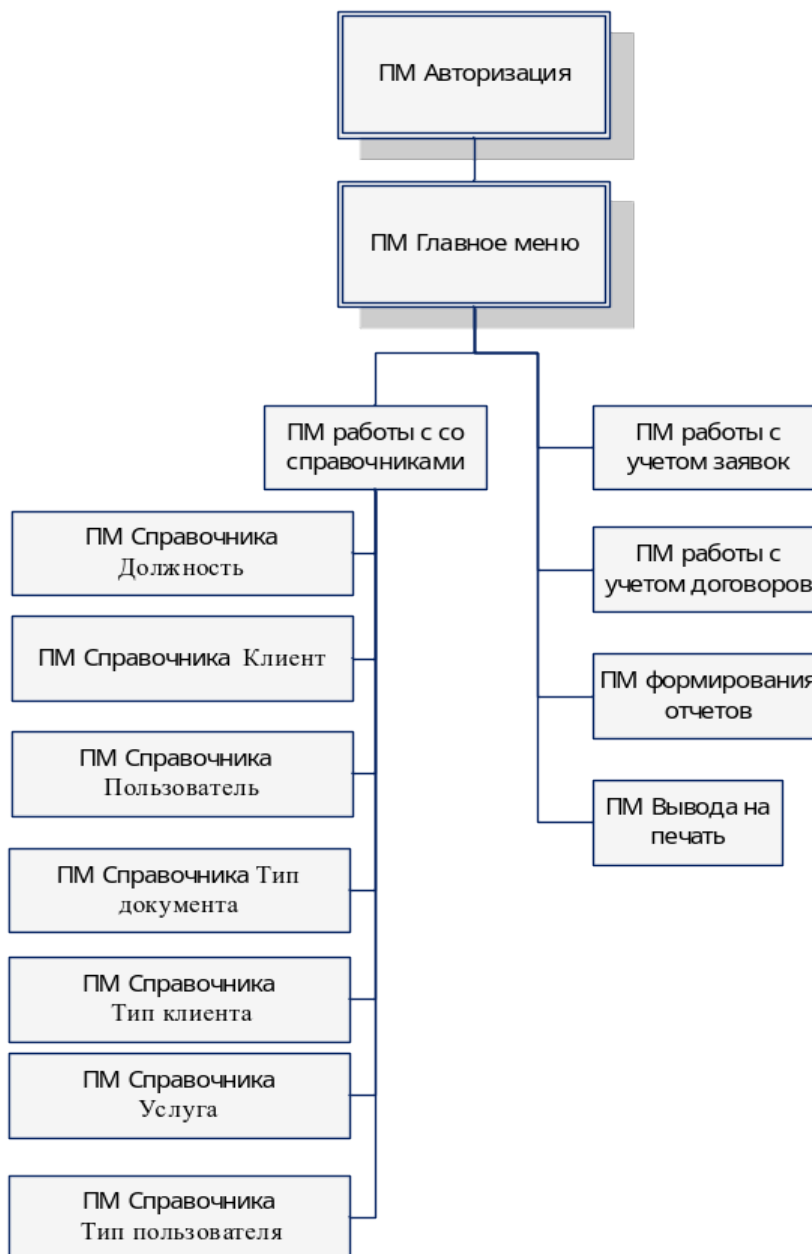 ПМ Авторизация
ПМ Главное меню
ПМ работы с со
справочниками
ПМ Справочника
Должность
ПМ Справочника Клиент
ПМ Справочника
Пользователь
ПМ Справочника Тип
документа
ПМ Справочника
Тип клиента
ПМ Справочника
Услуга
ПМ Справочника
Тип пользователя
ПМ работы с
учетом заявок
ПМ работы с
учетом договоров
ПМ формирования
отчетов
ПМ Вывода на
печать